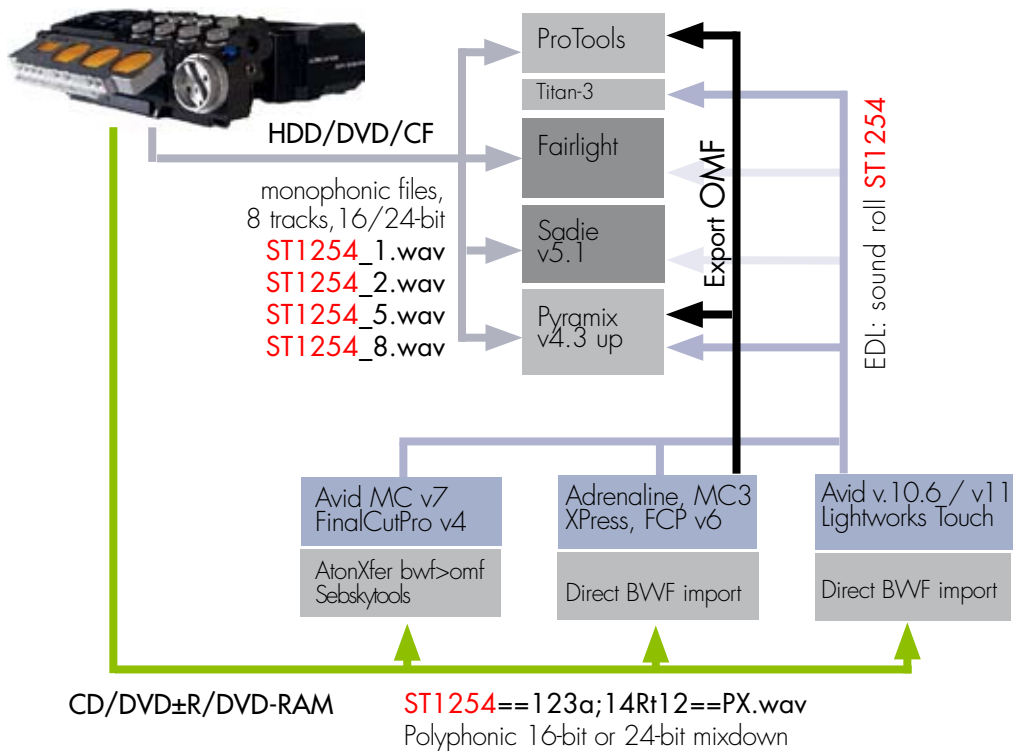 ProTools
Titan-3
HDD/DVD/CF
Fairlight
monophonic files,
8 tracks,16/24-bit
ST1254_1.wav
ST1254_2.wav
ST1254_5.wav
ST1254_8.wav
Sadie
v5.1
Pyramix
v4.3 up
Export OMF
EDL: sound roll ST1254
Avid MC v7
FinalCutPro v4
AtonXfer bwf>omf
Sebskytools
Adrenaline, MC3
XPress, FCP v6
Direct BWF import
Avid v.10.6 / v11
Lightworks Touch
Direct BWF import
CD/DVD±R/DVD-RAM
ST1254==123a;14Rt12==PX.wav
Polyphonic 16-bit or 24-bit mixdown